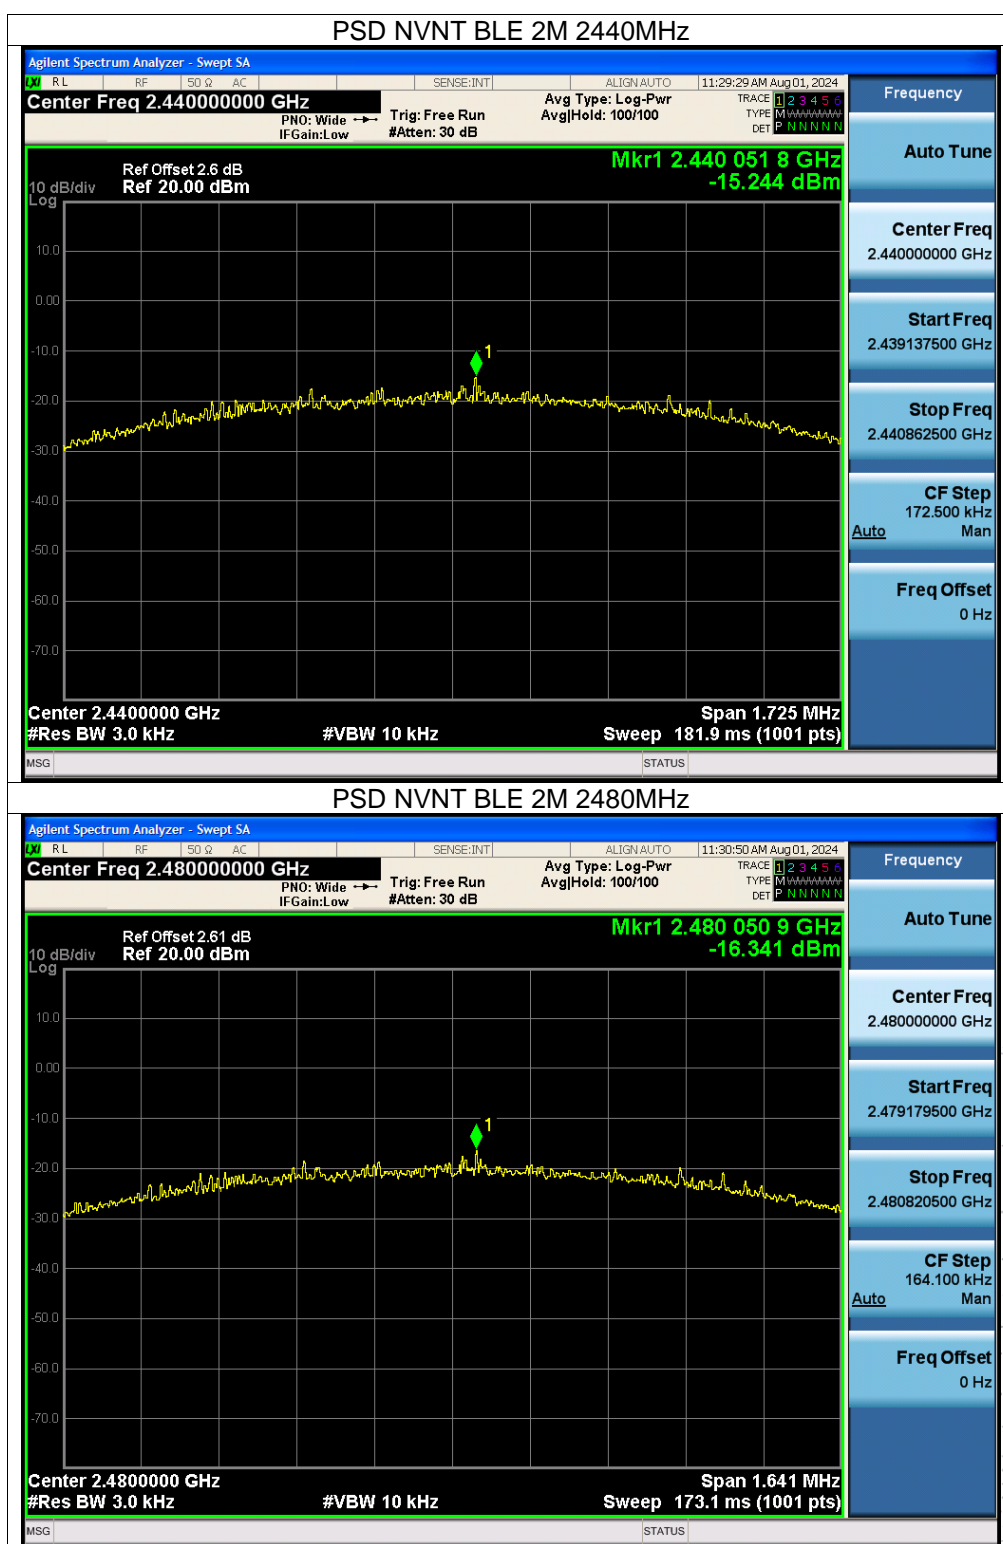 PSD NVNT BLE 2M 2440MHz
Agilent Spectrum Analyzer - Swept SA
LXI RL RF 50 Ω AC SENSE:INT ALIGN AUTO 11:29:29 AM Aug 01, 2024
Center Freq 2.440000000 GHz
PNO: Wide
IFGain:Low
Trig: Free Run
#Atten: 30 dB
Avg Type: Log-Pwr
Avg|Hold: 100/100
TRACE 1 2 3 4 5 6
TYPE M WWWWW
DET P N N N N N
Frequency
Auto Tune
Center Freq
2.440000000 GHz
Start Freq
2.439137500 GHz
Stop Freq
2.440862500 GHz
CF Step
172.500 kHz
Auto Man
Freq Offset
0 Hz
Mkr1 2.440 051 8 GHz
-15.244 dBm
Ref Offset 2.6 dB
10 dB/div Ref 20.00 dBm
Log
10.0
0.00
-10.0
-20.0
-30.0
-40.0
-50.0
-60.0
-70.0
1
Center 2.4400000 GHz Span 1.725 MHz
#Res BW 3.0 kHz #VBW 10 kHz Sweep 181.9 ms (1001 pts)
MSG STATUS
PSD NVNT BLE 2M 2480MHz
Agilent Spectrum Analyzer - Swept SA
LXI RL RF 50 Ω AC SENSE:INT ALIGN AUTO 11:30:50 AM Aug 01, 2024
Center Freq 2.480000000 GHz
PNO: Wide
IFGain:Low
Trig: Free Run
#Atten: 30 dB
Avg Type: Log-Pwr
Avg|Hold: 100/100
TRACE 1 2 3 4 5 6
TYPE M WWWWW
DET P N N N N N
Frequency
Auto Tune
Center Freq
2.480000000 GHz
Start Freq
2.479179500 GHz
Stop Freq
2.480820500 GHz
CF Step
164.100 kHz
Auto Man
Freq Offset
0 Hz
Mkr1 2.480 050 9 GHz
-16.341 dBm
Ref Offset 2.61 dB
10 dB/div Ref 20.00 dBm
Log
10.0
0.00
-10.0
-20.0
-30.0
-40.0
-50.0
-60.0
-70.0
1
Center 2.4800000 GHz Span 1.641 MHz
#Res BW 3.0 kHz #VBW 10 kHz Sweep 173.1 ms (1001 pts)
MSG STATUS